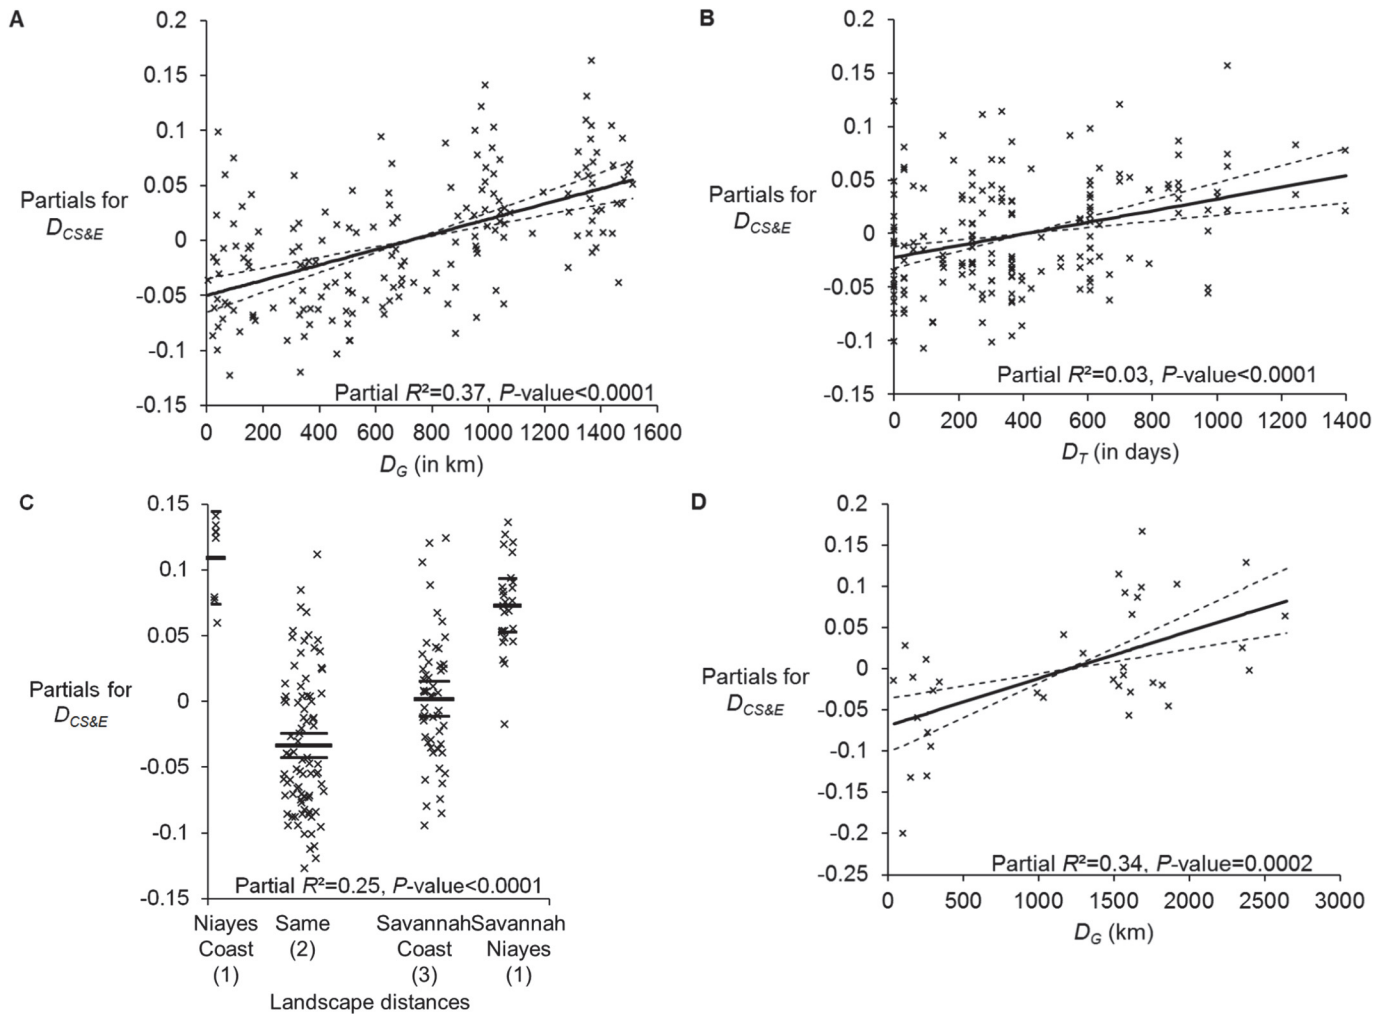 A
0.2
0.15
0.1
0.05
0
-0.05
-0.1
-0.15
Partials for
D_CS&E
Partial R²=0.37, P-value<0.0001
0 200 400 600 800 1000 1200 1400 1600
D_G (in km)
B
0.2
0.15
0.1
0.05
0
-0.05
-0.1
-0.15
Partials for
D_CS&E
Partial R²=0.03, P-value<0.0001
0 200 400 600 800 1000 1200 1400
D_T (in days)
C
0.15
0.1
0.05
0
-0.05
-0.1
-0.15
Partials for
D_CS&E
Partial R²=0.25, P-value<0.0001
Niayes Same Savannah Savannah
Coast (2) Coast Niayes
(1) (3) (1)
Landscape distances
D
0.2
0.15
0.1
0.05
0
-0.05
-0.1
-0.15
-0.2
-0.25
Partials for
D_CS&E
Partial R²=0.34, P-value=0.0002
0 500 1000 1500 2000 2500 3000
D_G (km)